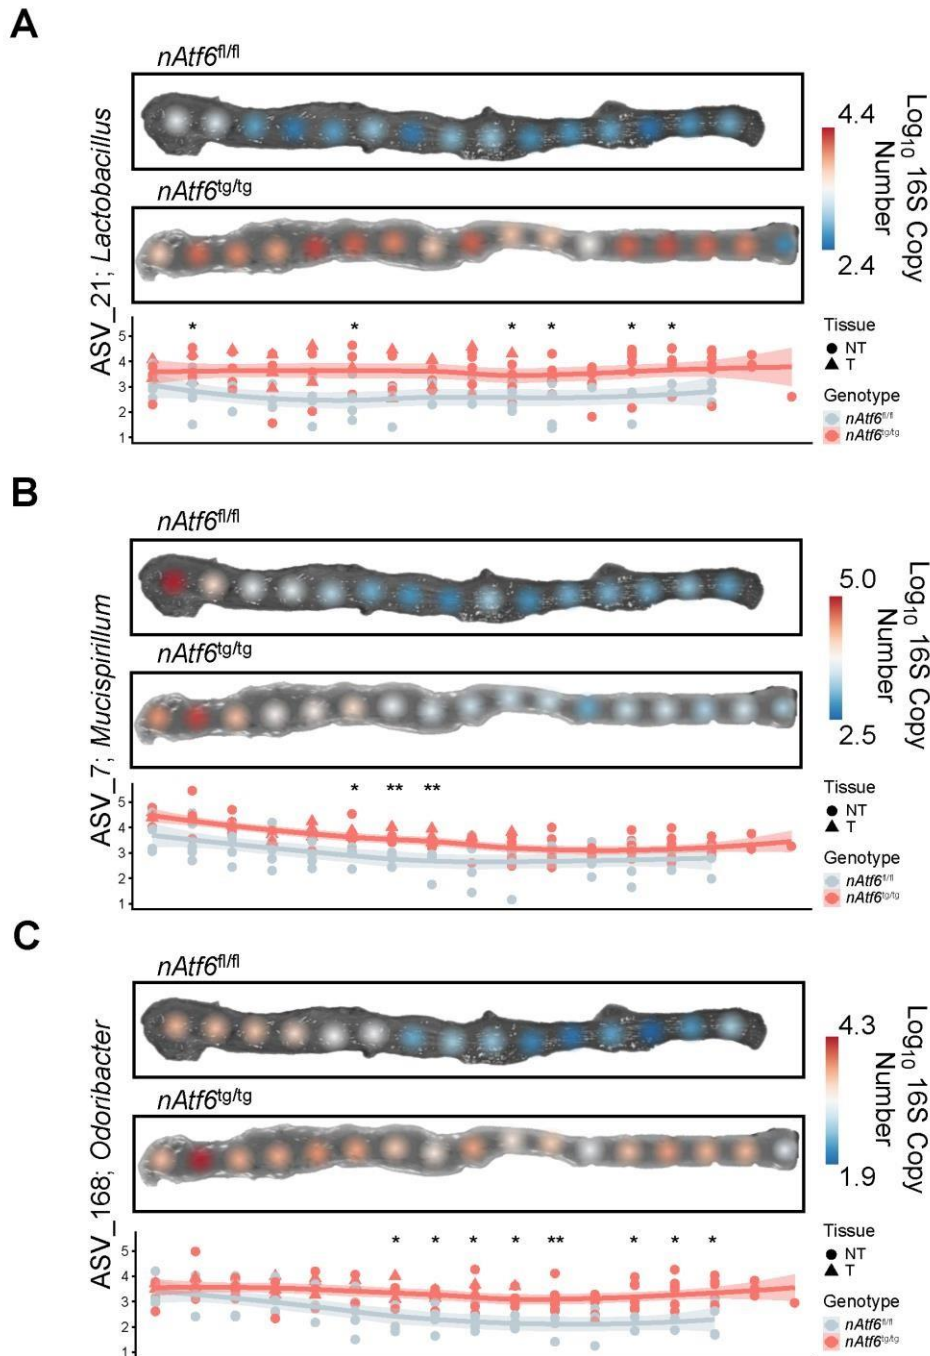 A
nAtf6fl/fl
nAtf6tg/tg
ASV_21; Lactobacillus
4.4
2.4
Log10 16S Copy
Number
* * * * * *
5
4
3
2
1
Tissue
NT
T
Genotype
nAtf6fl/fl
nAtf6tg/tg
B
nAtf6fl/fl
nAtf6tg/tg
ASV_7; Mucispirillum
5.0
2.5
Log10 16S Copy
Number
* ** **
5
4
3
2
1
Tissue
NT
T
Genotype
nAtf6fl/fl
nAtf6tg/tg
C
nAtf6fl/fl
nAtf6tg/tg
ASV_168; Odoribacter
4.3
1.9
Log10 16S Copy
Number
* * * * ** * * *
5
4
3
2
1
Tissue
NT
T
Genotype
nAtf6fl/fl
nAtf6tg/tg